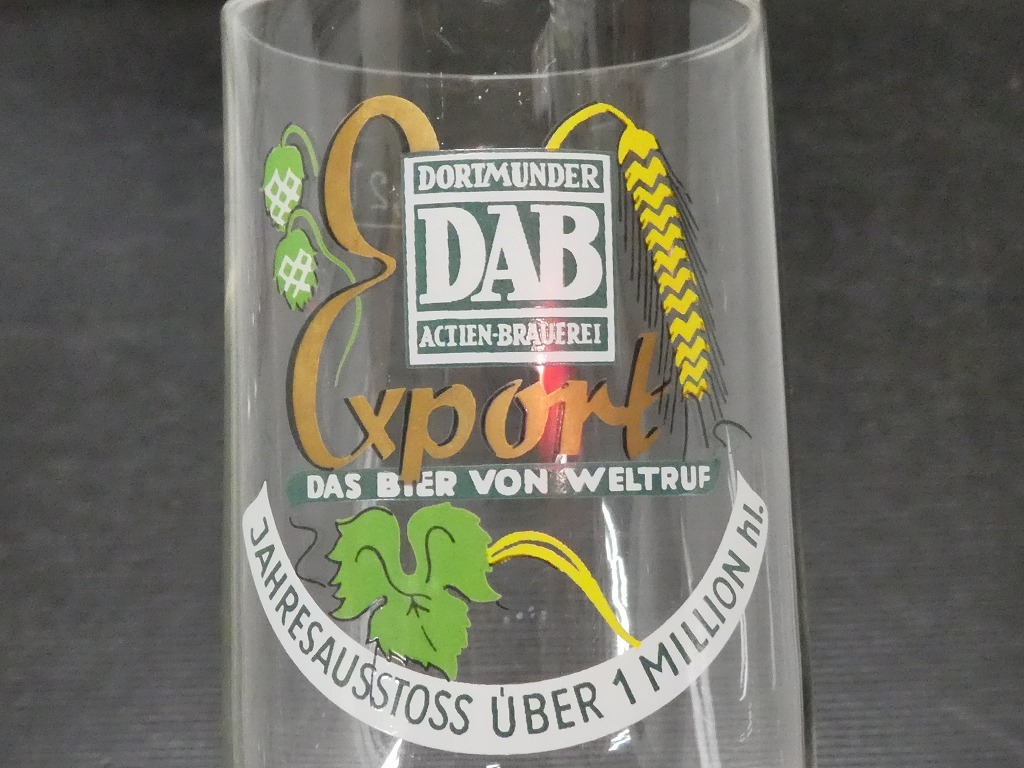 DORTMUNDER
DAB
ACTIEN-BRAUEREI
Export
DAS BIER VON WELTRUF
JAHRESAUSSTOSS ÜBER 1 MILLION hl.